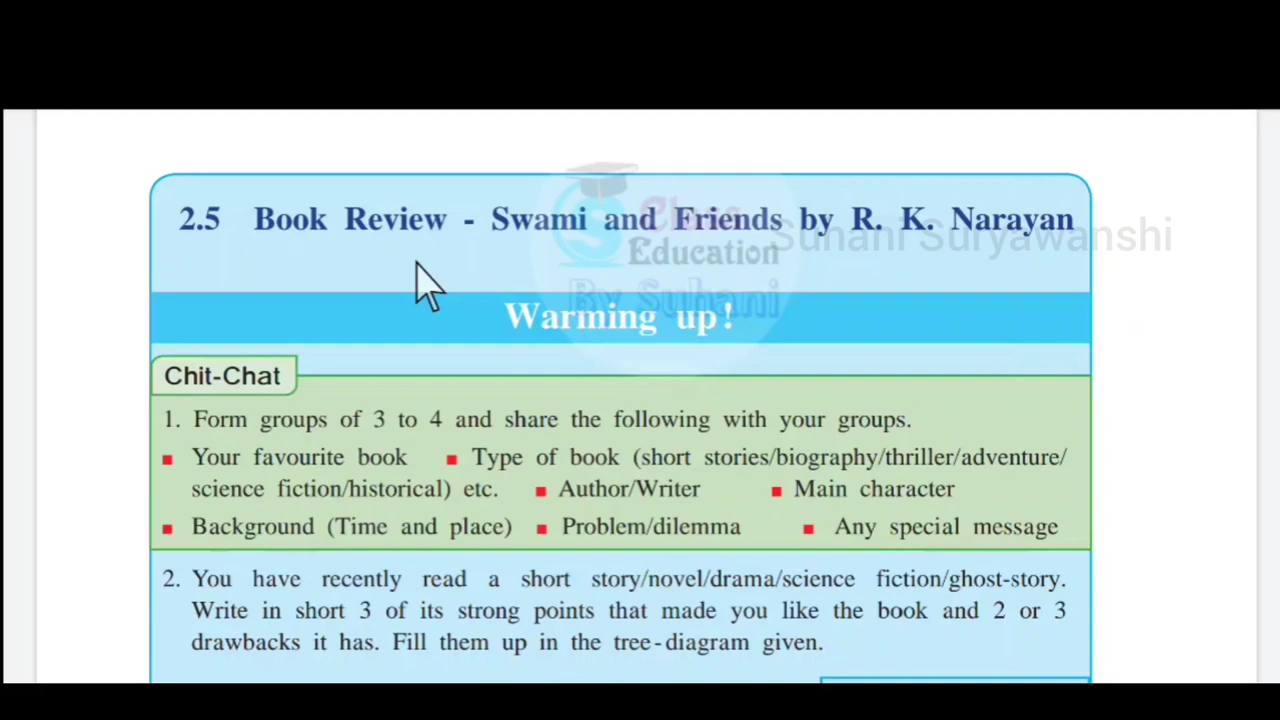 2.5 Book Review - Swami and Friends by R. K. Narayan
Suhani Suryawanshi
Class
Education
By Suhani
Warming up!
Chit-Chat
1. Form groups of 3 to 4 and share the following with your groups.
▪ Your favourite book ▪ Type of book (short stories/biography/thriller/adventure/
science fiction/historical) etc. ▪ Author/Writer ▪ Main character
▪ Background (Time and place) ▪ Problem/dilemma ▪ Any special message
2. You have recently read a short story/novel/drama/science fiction/ghost-story.
Write in short 3 of its strong points that made you like the book and 2 or 3
drawbacks it has. Fill them up in the tree-diagram given.